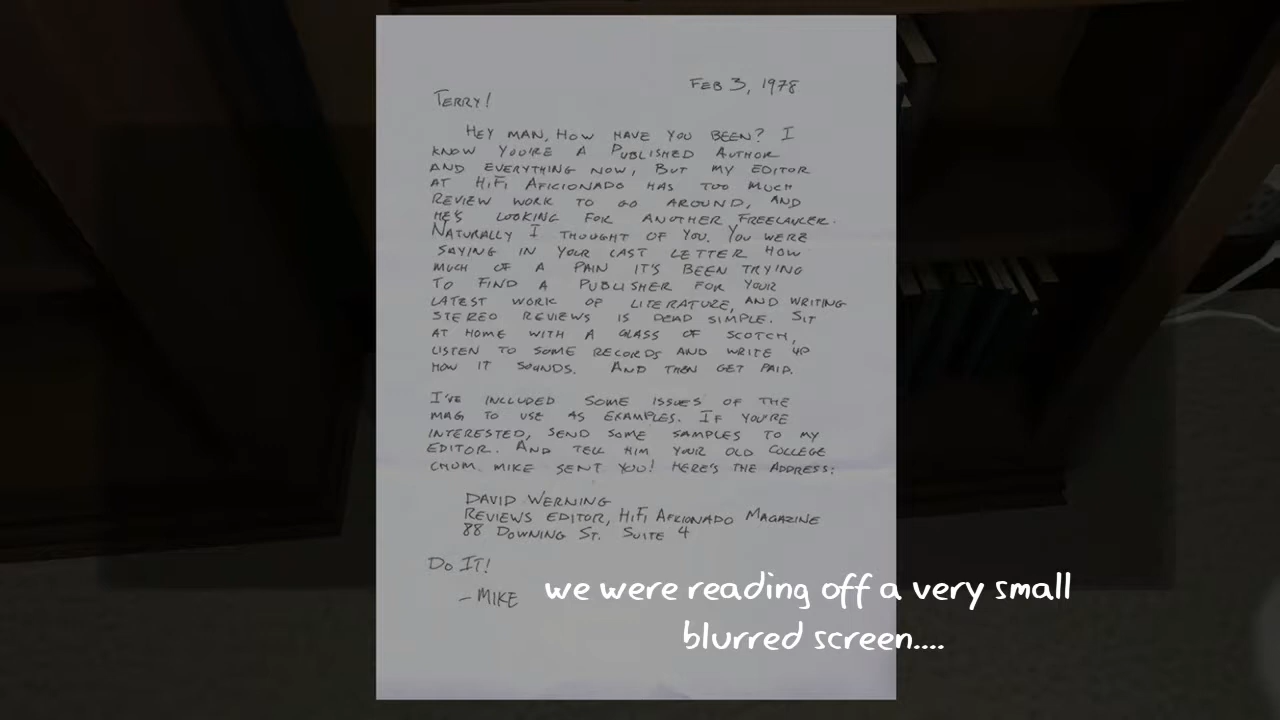 FEB 3, 1978
TERRY!
HEY MAN, HOW HAVE YOU BEEN? I
KNOW YOU'RE A PUBLISHED AUTHOR
AND EVERYTHING NOW, BUT MY EDITOR
AT HIFI AFICIONADO HAS TOO MUCH
REVIEW WORK TO GO AROUND, AND
HE'S LOOKING FOR ANOTHER FREELANCER.
NATURALLY I THOUGHT OF YOU. YOU WERE
SAYING IN YOUR LAST LETTER HOW
MUCH OF A PAIN IT'S BEEN TRYING
TO FIND A PUBLISHER FOR YOUR
LATEST WORK OF LITERATURE, AND WRITING
STEREO REVIEWS IS DEAD SIMPLE. SIT
AT HOME WITH A GLASS OF SCOTCH,
LISTEN TO SOME RECORDS AND WRITE UP
HOW IT SOUNDS. AND THEN GET PAID.
I'VE INCLUDED SOME ISSUES OF THE
MAG TO USE AS EXAMPLES. IF YOU'RE
INTERESTED, SEND SOME SAMPLES TO MY
EDITOR. AND TELL HIM YOUR OLD COLLEGE
CHUM MIKE SENT YOU! HERE'S THE ADDRESS:
DAVID WERNING
REVIEWS EDITOR, HIFI AFICIONADO MAGAZINE
88 DOWNING ST. SUITE 4
DO IT!
- MIKE
we were reading off a very small
blurred screen....